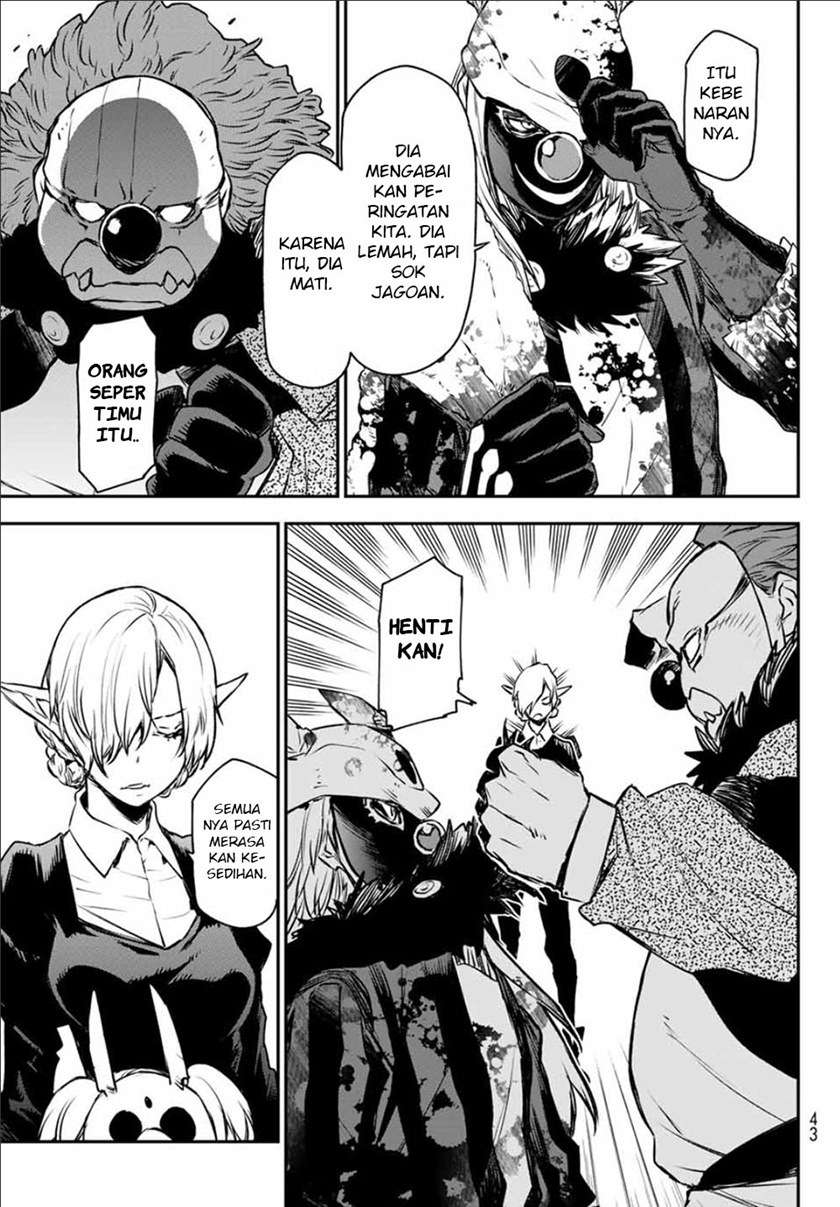 ITU
KEBE
NARAN
NYA.
DIA
MENGABAI
KAN PE-
RINGATAN
KITA. DIA
LEMAH, TAPI
SOK
JAGOAN.
KARENA
ITU, DIA
MATI.
ORANG
SEPER
TIMU
ITU..
HENTI
KAN!
SEMUA
NYA PASTI
MERASA
KAN KE-
SEDIHAN.
43